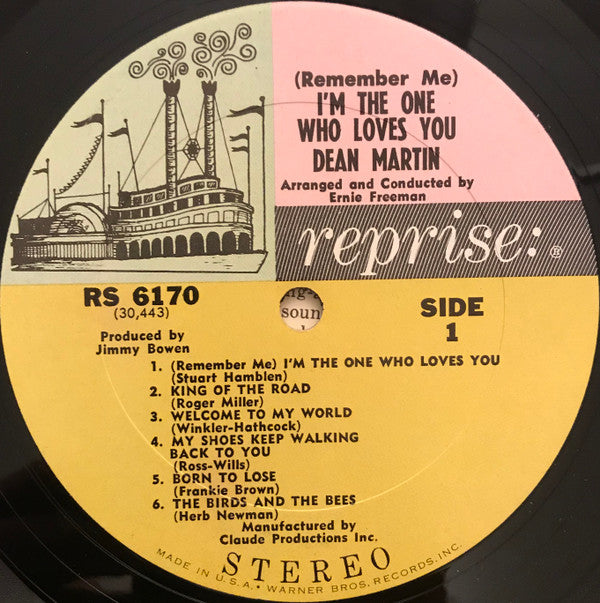 (Remember Me)
I'M THE ONE
WHO LOVES YOU
DEAN MARTIN
Arranged and Conducted by
Ernie Freeman
reprise: ®
RS 6170
(30,443)
SIDE
1
soun
Produced by
Jimmy Bowen
1. (Remember Me) I'M THE ONE WHO LOVES YOU
(Stuart Hamblen)
2. KING OF THE ROAD
(Roger Miller)
3. WELCOME TO MY WORLD
(Winkler-Hathcock)
4. MY SHOES KEEP WALKING
BACK TO YOU
(Ross-Wills)
5. BORN TO LOSE
(Frankie Brown)
6. THE BIRDS AND THE BEES
(Herb Newman)
Manufactured by
Claude Productions Inc.
STEREO
MADE IN U.S.A. • WARNER BROS. RECORDS, INC.